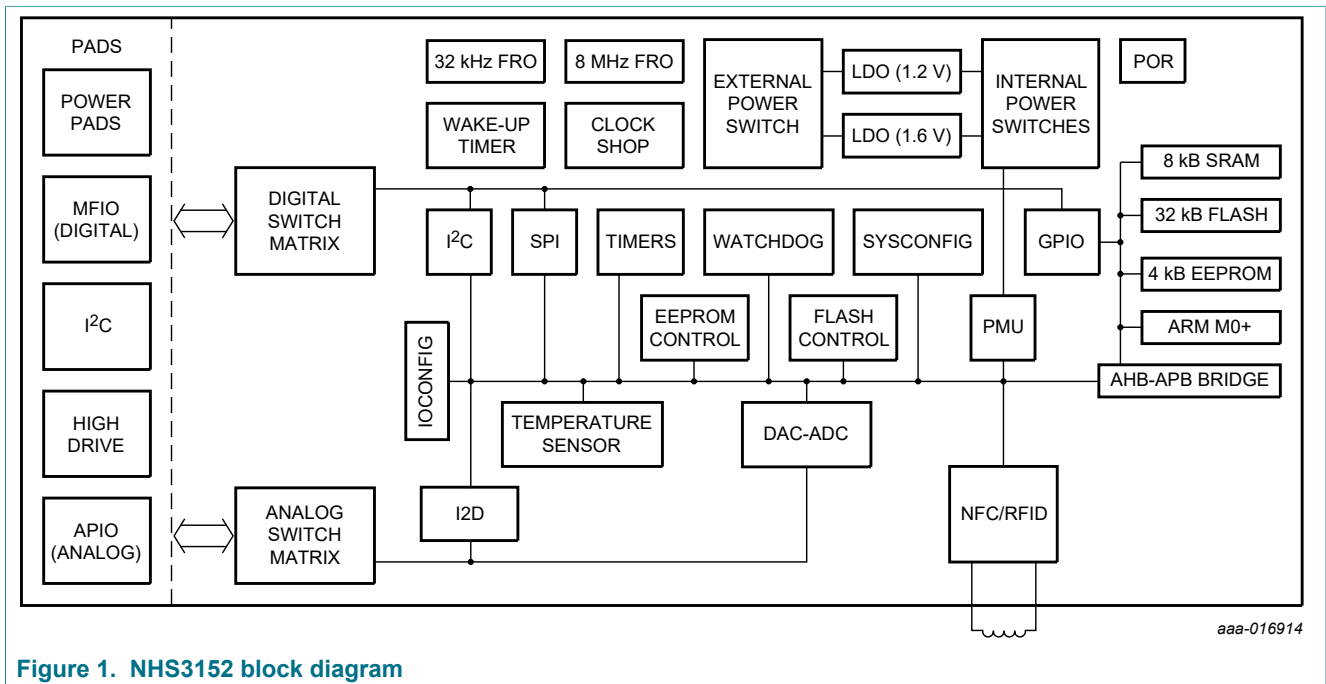 PADS
POWER
PADS
MFIO
(DIGITAL)
I²C
HIGH
DRIVE
APIO
(ANALOG)
32 kHz FRO
8 MHz FRO
WAKE-UP
TIMER
CLOCK
SHOP
EXTERNAL
POWER
SWITCH
LDO (1.2 V)
LDO (1.6 V)
INTERNAL
POWER
SWITCHES
POR
8 kB SRAM
32 kB FLASH
4 kB EEPROM
ARM M0+
AHB-APB BRIDGE
DIGITAL
SWITCH
MATRIX
I²C
SPI
TIMERS
WATCHDOG
SYSCONFIG
GPIO
IOCONFIG
EEPROM
CONTROL
FLASH
CONTROL
PMU
TEMPERATURE
SENSOR
DAC-ADC
ANALOG
SWITCH
MATRIX
I2D
NFC/RFID
aaa-016914
Figure 1. NHS3152 block diagram